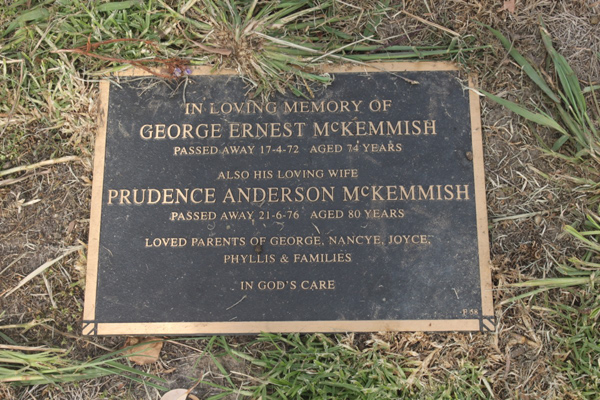 IN LOVING MEMORY OF
GEORGE ERNEST McKEMMISH
PASSED AWAY 17-4-72 AGED 74 YEARS
ALSO HIS LOVING WIFE
PRUDENCE ANDERSON McKEMMISH
PASSED AWAY 21-6-76 AGED 80 YEARS
LOVED PARENTS OF GEORGE, NANCYE, JOYCE,
PHYLLIS & FAMILIES
IN GOD'S CARE